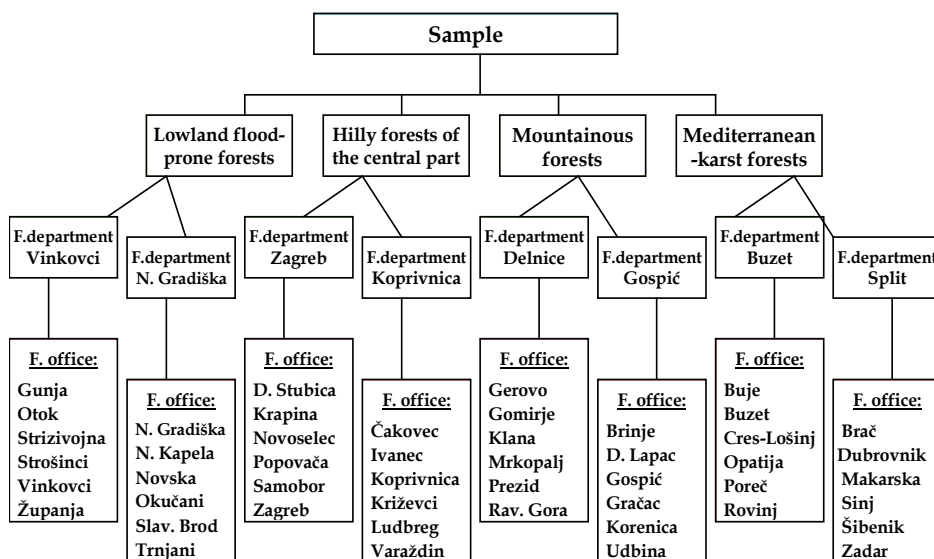 Sample
Lowland flood-
prone forests
Hilly forests of
the central part
Mountainous
forests
Mediterranean
-karst forests
F.department
Vinkovci
F.department
N. Gradiška
F.department
Zagreb
F.department
Koprivnica
F.department
Delnice
F.department
Gospić
F.department
Buzet
F.department
Split
F. office:
Gunja
Otok
Strizivojna
Strošinci
Vinkovci
Županja
F. office:
N. Gradiška
N. Kapela
Novska
Okučani
Slav. Brod
Trnjani
F. office:
D. Stubica
Krapina
Novoselec
Popovača
Samobor
Zagreb
F. office:
Čakovec
Ivanec
Koprivnica
Križevci
Ludbreg
Varaždin
F. office:
Gerovo
Gomirje
Klana
Mrkopalj
Prezid
Rav. Gora
F. office:
Brinje
D. Lapac
Gospić
Gračac
Korenica
Udbina
F. office:
Buje
Buzet
Cres-Lošinj
Opatija
Poreč
Rovinj
F. office:
Brač
Dubrovnik
Makarska
Sinj
Šibenik
Zadar